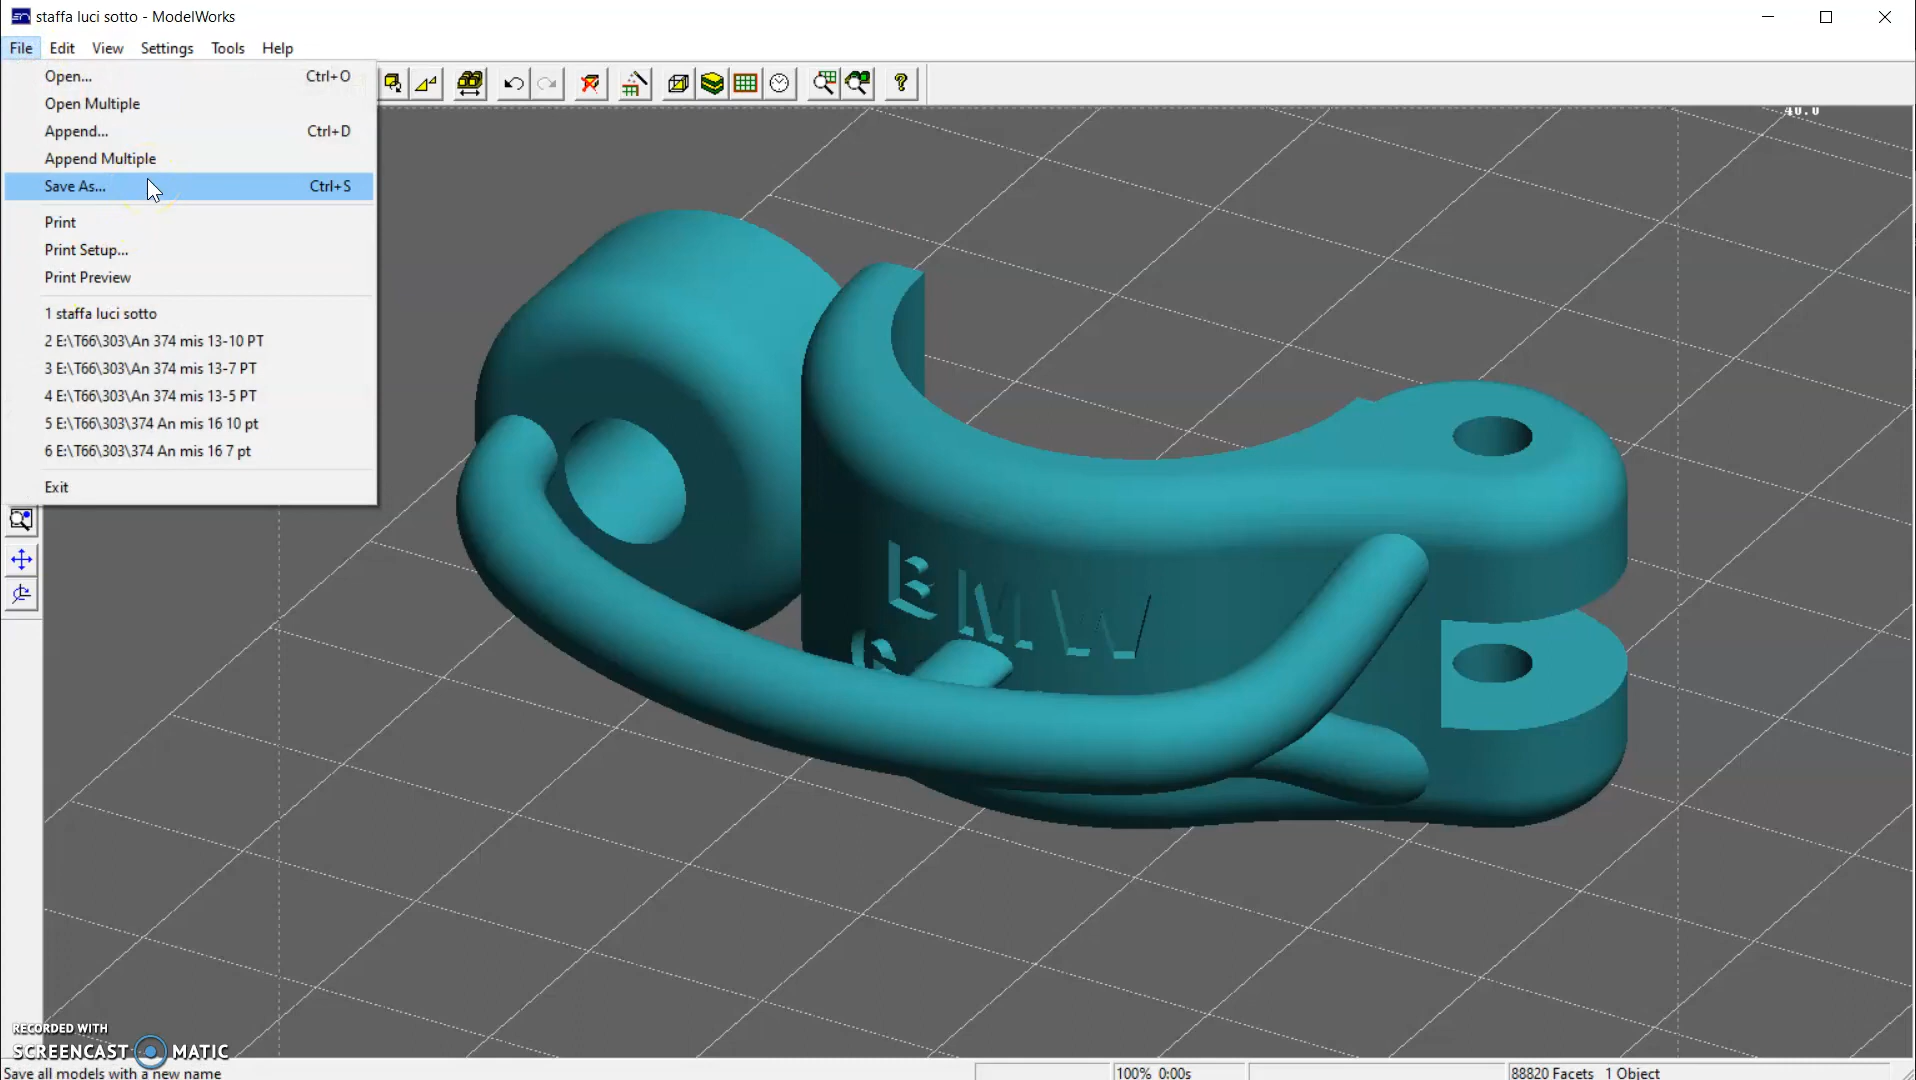 staffa luci sotto - ModelWorks
File Edit View Settings Tools Help
Open... Ctrl+O
Open Multiple
Append... Ctrl+D
Append Multiple
Save As... Ctrl+S
Print
Print Setup...
Print Preview
1 staffa luci sotto
2 E:\T66\303\An 374 mis 13-10 PT
3 E:\T66\303\An 374 mis 13-7 PT
4 E:\T66\303\An 374 mis 13-5 PT
5 E:\T66\303\374 An mis 16 10 pt
6 E:\T66\303\374 An mis 16 7 pt
Exit
40.0
BMW
G
RECORDED WITH
SCREENCAST MATIC
Save all models with a new name
100% 0:00s
88820 Facets 1 Object